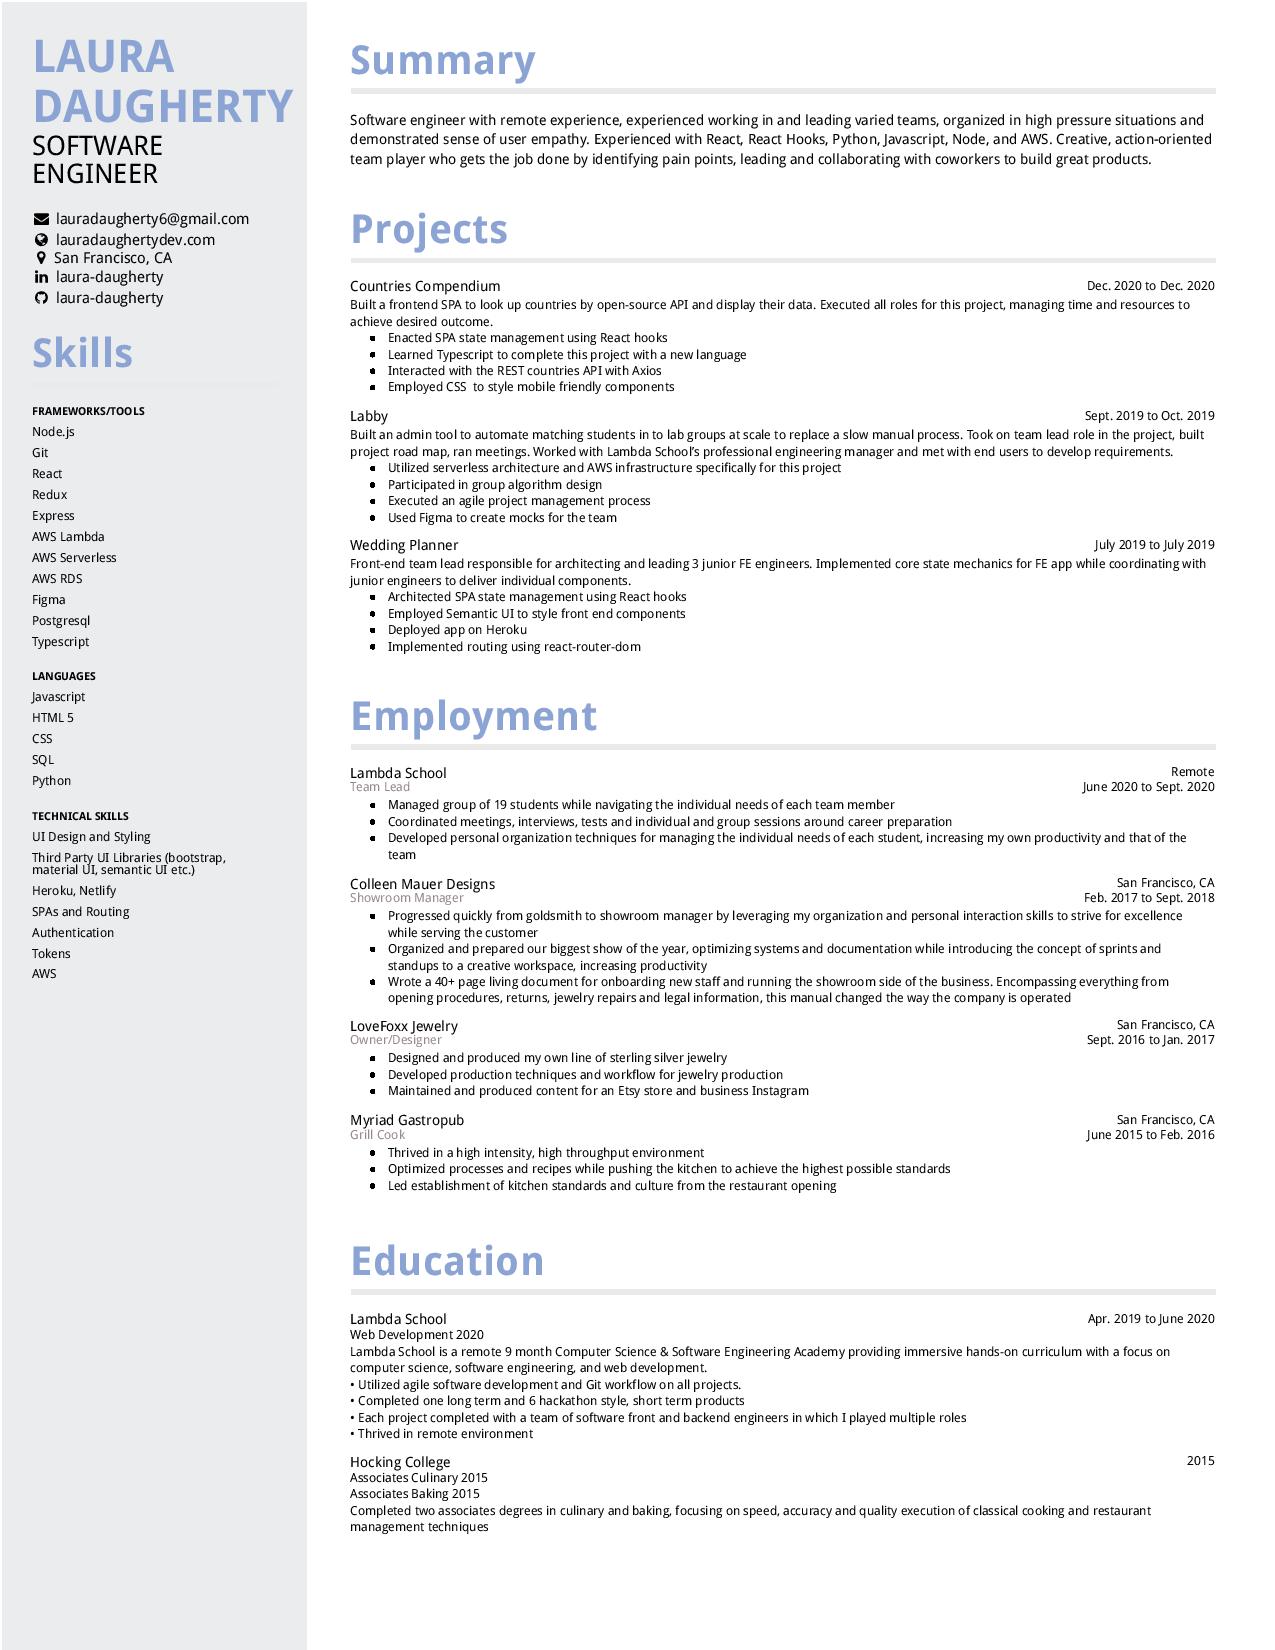 LAURA
DAUGHERTY
SOFTWARE
ENGINEER
lauradaugherty6@gmail.com
lauradaughertydev.com
San Francisco, CA
laura-daugherty
laura-daugherty
Skills
FRAMEWORKS/TOOLS
Node.js
Git
React
Redux
Express
AWS Lambda
AWS Serverless
AWS RDS
Figma
Postgresql
Typescript
LANGUAGES
Javascript
HTML 5
CSS
SQL
Python
TECHNICAL SKILLS
UI Design and Styling
Third Party UI Libraries (bootstrap,
material UI, semantic UI etc.)
Heroku, Netlify
SPAs and Routing
Authentication
Tokens
AWS
Summary
Software engineer with remote experience, experienced working in and leading varied teams, organized in high pressure situations and
demonstrated sense of user empathy. Experienced with React, React Hooks, Python, Javascript, Node, and AWS. Creative, action-oriented
team player who gets the job done by identifying pain points, leading and collaborating with coworkers to build great products.
Projects
Countries Compendium Dec. 2020 to Dec. 2020
Built a frontend SPA to look up countries by open-source API and display their data. Executed all roles for this project, managing time and resources to
achieve desired outcome.
▪ Enacted SPA state management using React hooks
▪ Learned Typescript to complete this project with a new language
▪ Interacted with the REST countries API with Axios
▪ Employed CSS to style mobile friendly components
Labby Sept. 2019 to Oct. 2019
Built an admin tool to automate matching students in to lab groups at scale to replace a slow manual process. Took on team lead role in the project, built
project road map, ran meetings. Worked with Lambda School's professional engineering manager and met with end users to develop requirements.
▪ Utilized serverless architecture and AWS infrastructure specifically for this project
▪ Participated in group algorithm design
▪ Executed an agile project management process
▪ Used Figma to create mocks for the team
Wedding Planner July 2019 to July 2019
Front-end team lead responsible for architecting and leading 3 junior FE engineers. Implemented core state mechanics for FE app while coordinating with
junior engineers to deliver individual components.
▪ Architected SPA state management using React hooks
▪ Employed Semantic UI to style front end components
▪ Deployed app on Heroku
▪ Implemented routing using react-router-dom
Employment
Lambda School Remote
Team Lead June 2020 to Sept. 2020
▪ Managed group of 19 students while navigating the individual needs of each team member
▪ Coordinated meetings, interviews, tests and individual and group sessions around career preparation
▪ Developed personal organization techniques for managing the individual needs of each student, increasing my own productivity and that of the
team
Colleen Mauer Designs San Francisco, CA
Showroom Manager Feb. 2017 to Sept. 2018
▪ Progressed quickly from goldsmith to showroom manager by leveraging my organization and personal interaction skills to strive for excellence
while serving the customer
▪ Organized and prepared our biggest show of the year, optimizing systems and documentation while introducing the concept of sprints and
standups to a creative workspace, increasing productivity
▪ Wrote a 40+ page living document for onboarding new staff and running the showroom side of the business. Encompassing everything from
opening procedures, returns, jewelry repairs and legal information, this manual changed the way the company is operated
LoveFoxx Jewelry San Francisco, CA
Owner/Designer Sept. 2016 to Jan. 2017
▪ Designed and produced my own line of sterling silver jewelry
▪ Developed production techniques and workflow for jewelry production
▪ Maintained and produced content for an Etsy store and business Instagram
Myriad Gastropub San Francisco, CA
Grill Cook June 2015 to Feb. 2016
▪ Thrived in a high intensity, high throughput environment
▪ Optimized processes and recipes while pushing the kitchen to achieve the highest possible standards
▪ Led establishment of kitchen standards and culture from the restaurant opening
Education
Lambda School Apr. 2019 to June 2020
Web Development 2020
Lambda School is a remote 9 month Computer Science & Software Engineering Academy providing immersive hands-on curriculum with a focus on
computer science, software engineering, and web development.
• Utilized agile software development and Git workflow on all projects.
• Completed one long term and 6 hackathon style, short term products
• Each project completed with a team of software front and backend engineers in which I played multiple roles
• Thrived in remote environment
Hocking College 2015
Associates Culinary 2015
Associates Baking 2015
Completed two associates degrees in culinary and baking, focusing on speed, accuracy and quality execution of classical cooking and restaurant
management techniques